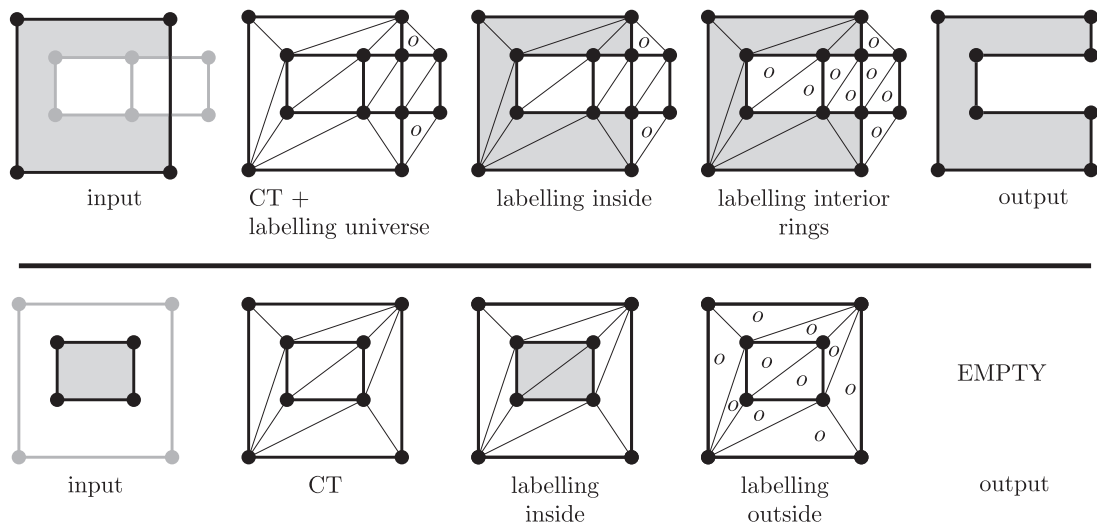 o
o
o
o
o
o
o
o
o
o
o
o
input
CT +
labelling universe
labelling inside
labelling interior
rings
output
o
o
o
o
o
o
o
o
o
o
EMPTY
input
CT
labelling
inside
labelling
outside
output